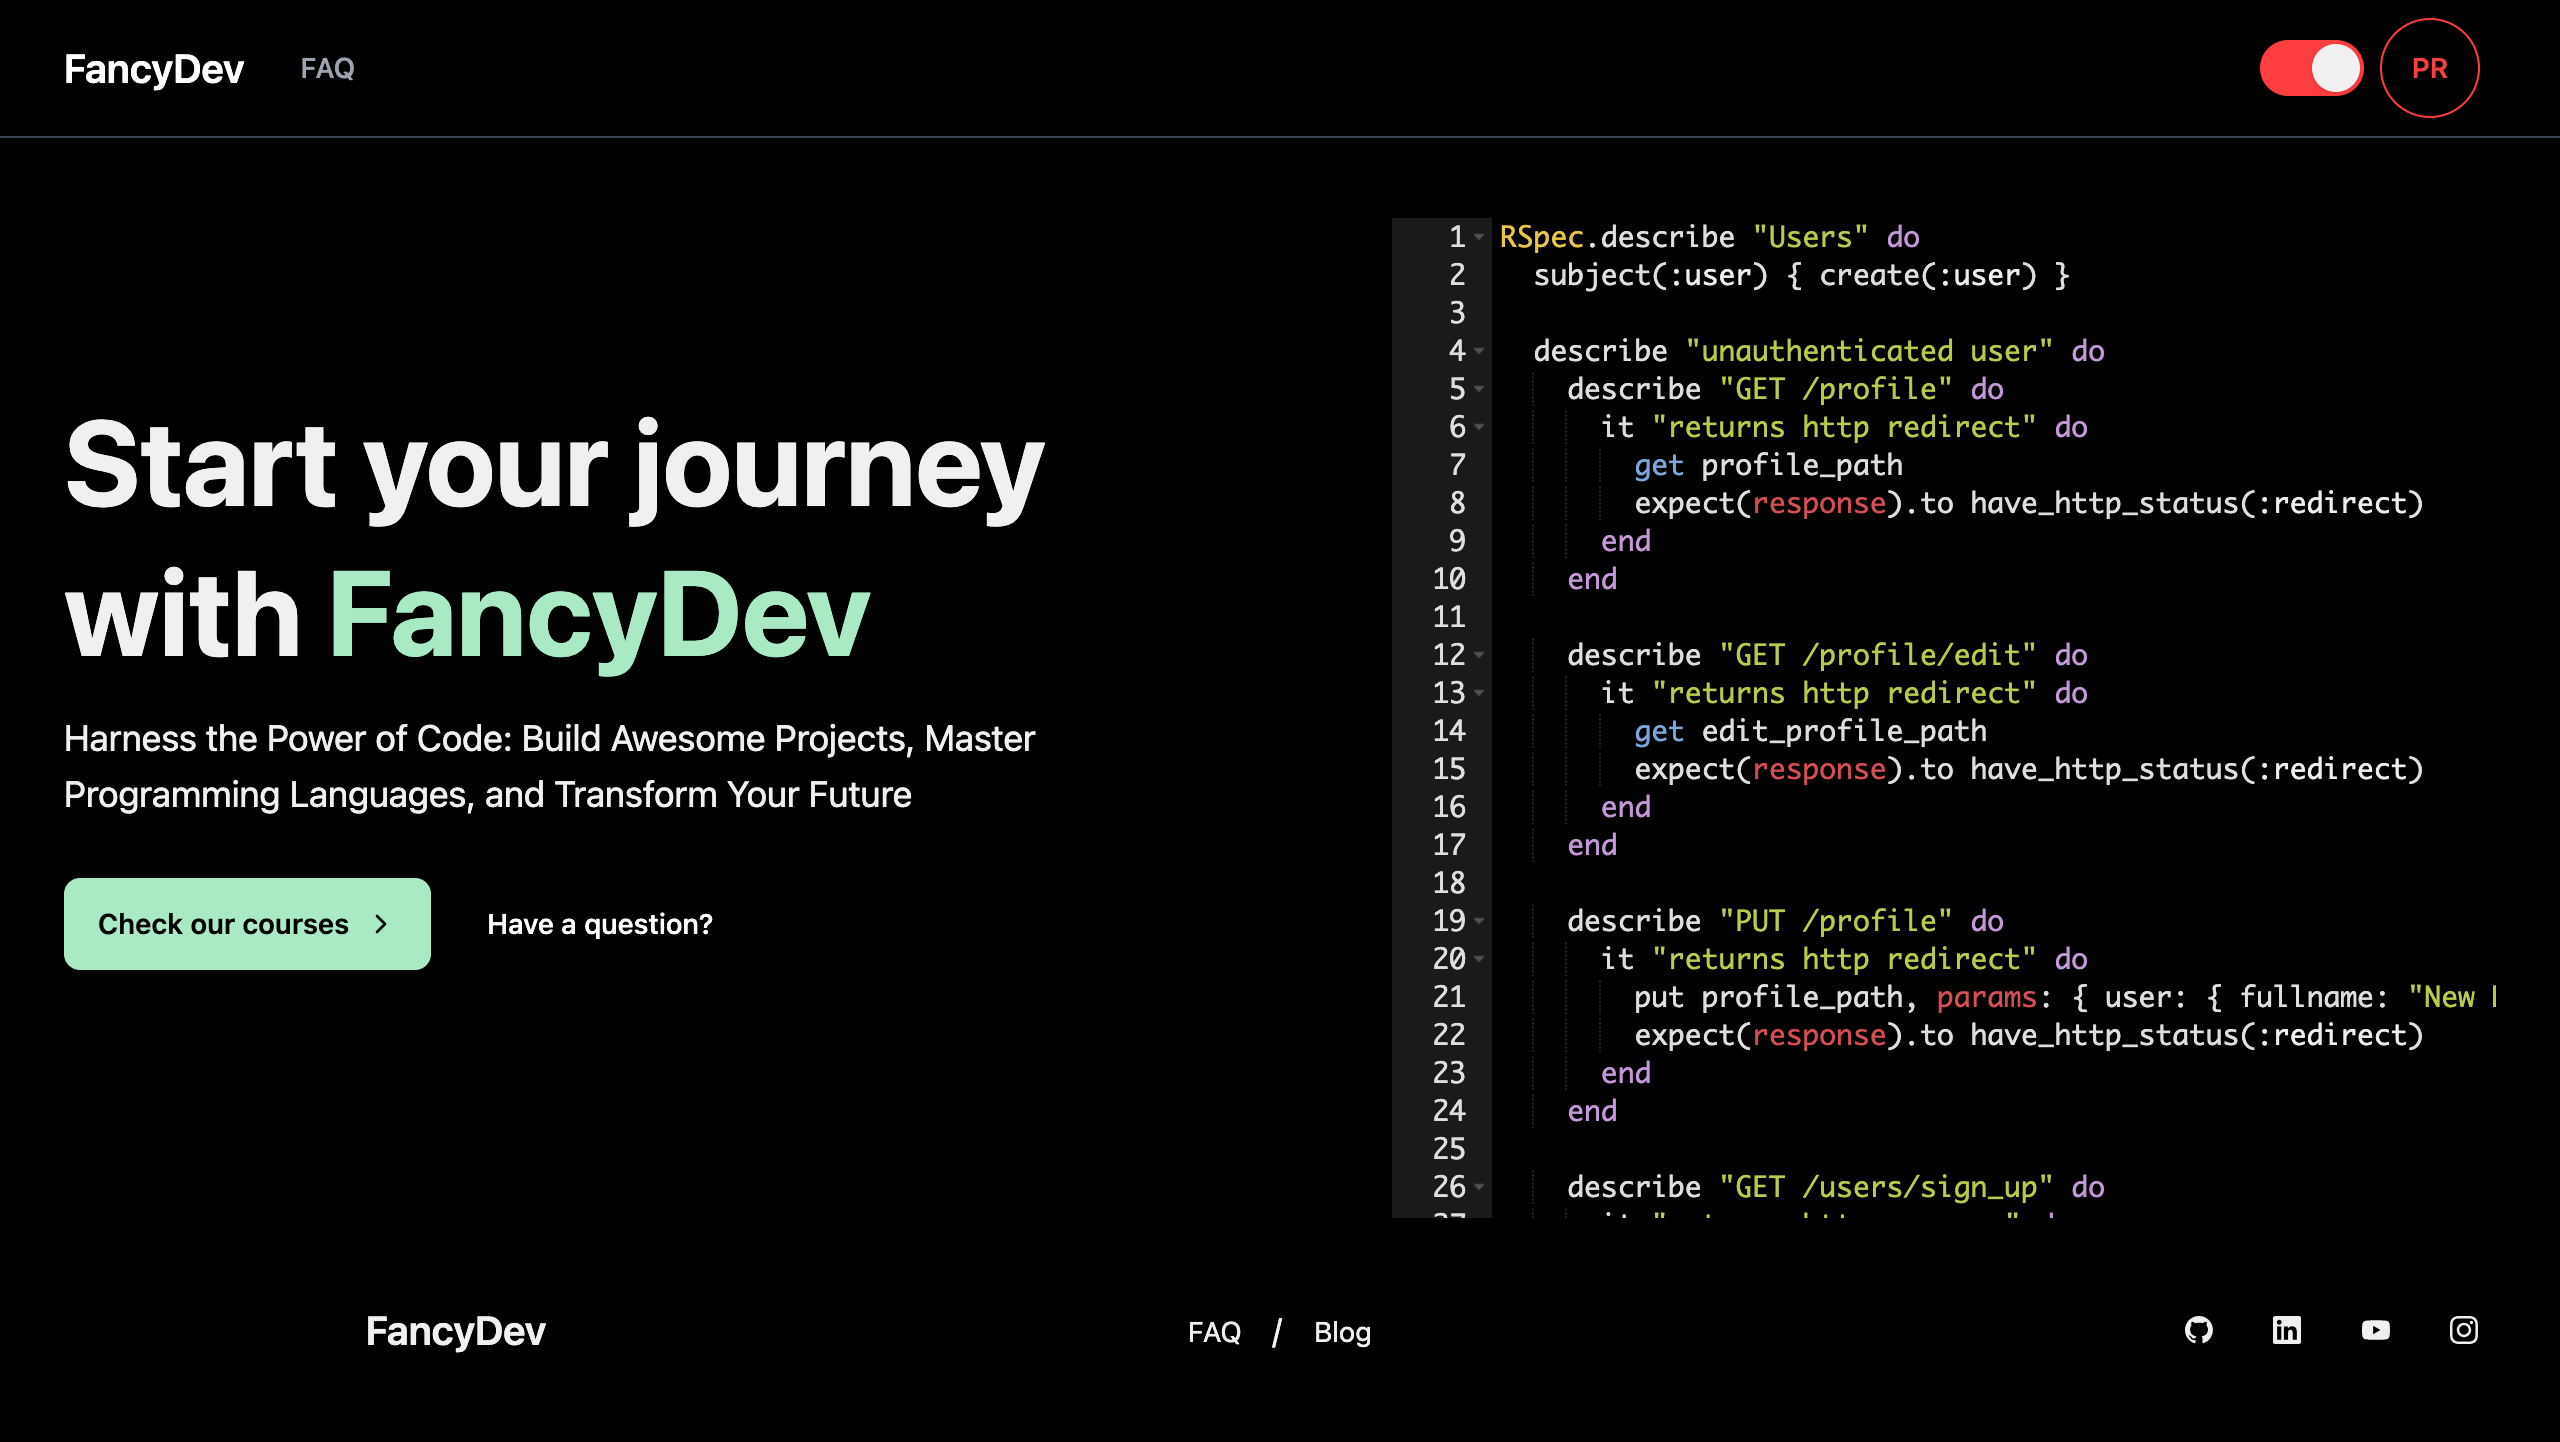 FancyDev FAQ PR
Start your journey
with FancyDev
Harness the Power of Code: Build Awesome Projects, Master
Programming Languages, and Transform Your Future
Check our courses
Have a question?
1 RSpec.describe "Users" do
2   subject(:user) { create(:user) }
3
4   describe "unauthenticated user" do
5     describe "GET /profile" do
6       it "returns http redirect" do
7         get profile_path
8         expect(response).to have_http_status(:redirect)
9       end
10     end
11
12     describe "GET /profile/edit" do
13       it "returns http redirect" do
14         get edit_profile_path
15         expect(response).to have_http_status(:redirect)
16       end
17     end
18
19     describe "PUT /profile" do
20       it "returns http redirect" do
21         put profile_path, params: { user: { fullname: "New
22         expect(response).to have_http_status(:redirect)
23       end
24     end
25
26     describe "GET /users/sign_up" do
FancyDev
FAQ / Blog